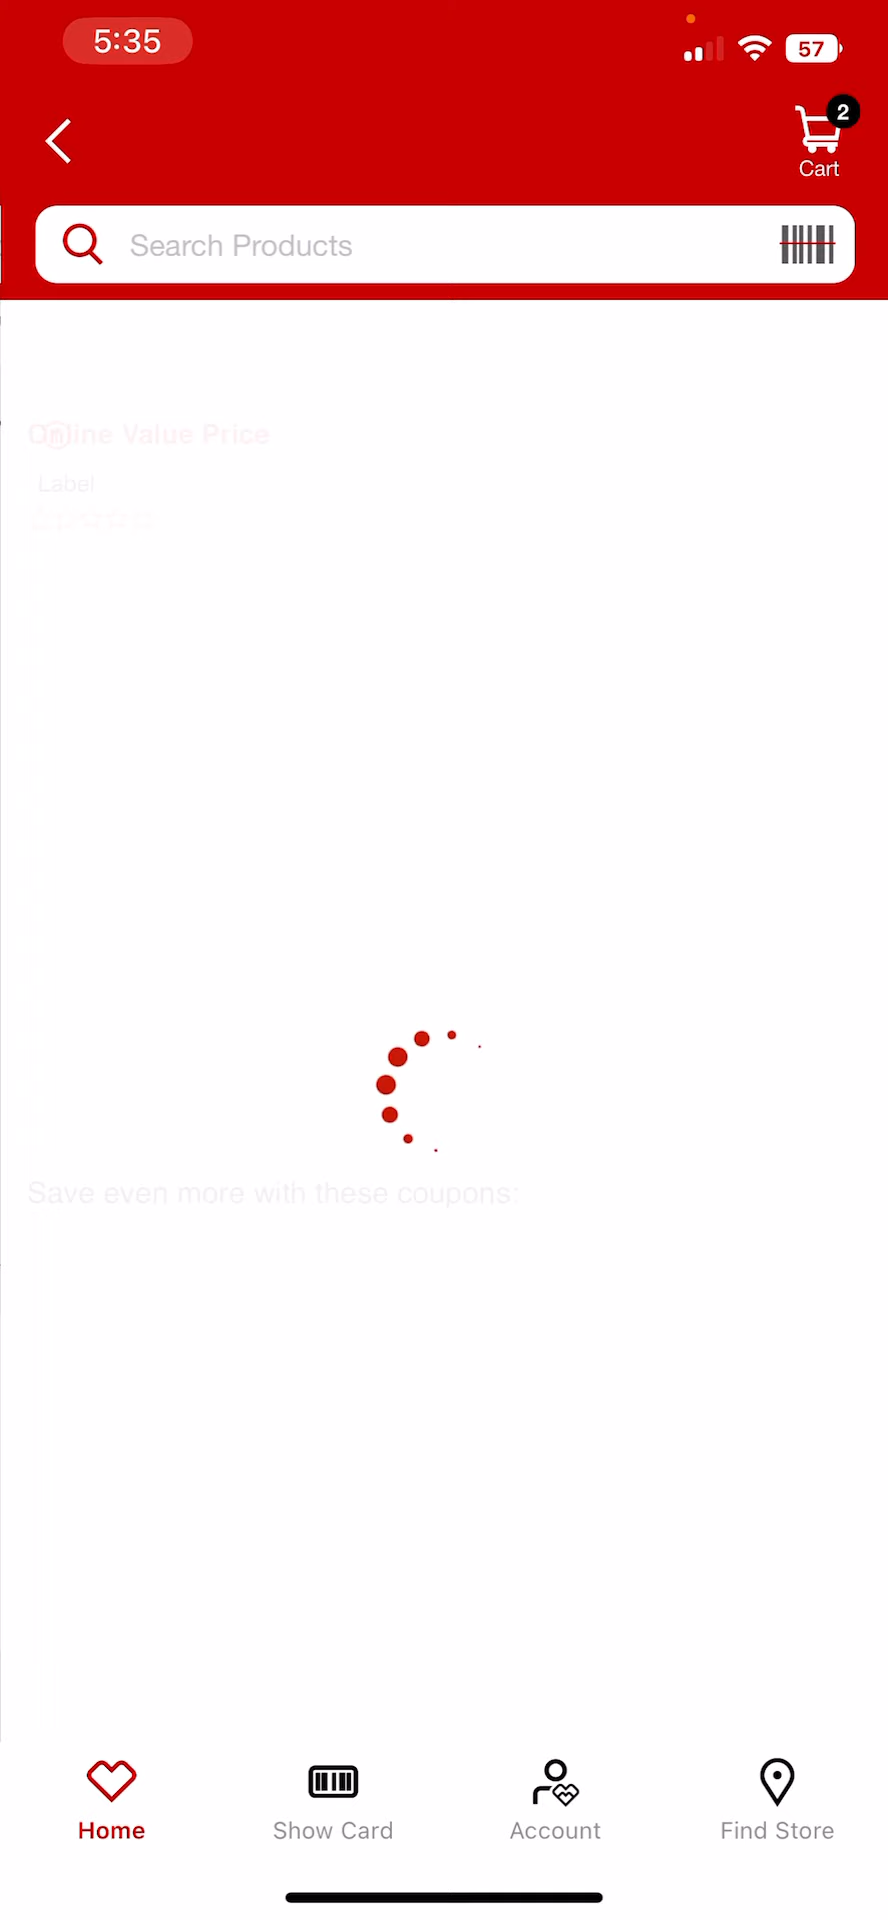 5:35
57
2
Cart
Search Products
Online Value Price
Label
Save even more with these coupons:
Home
Show Card
Account
Find Store